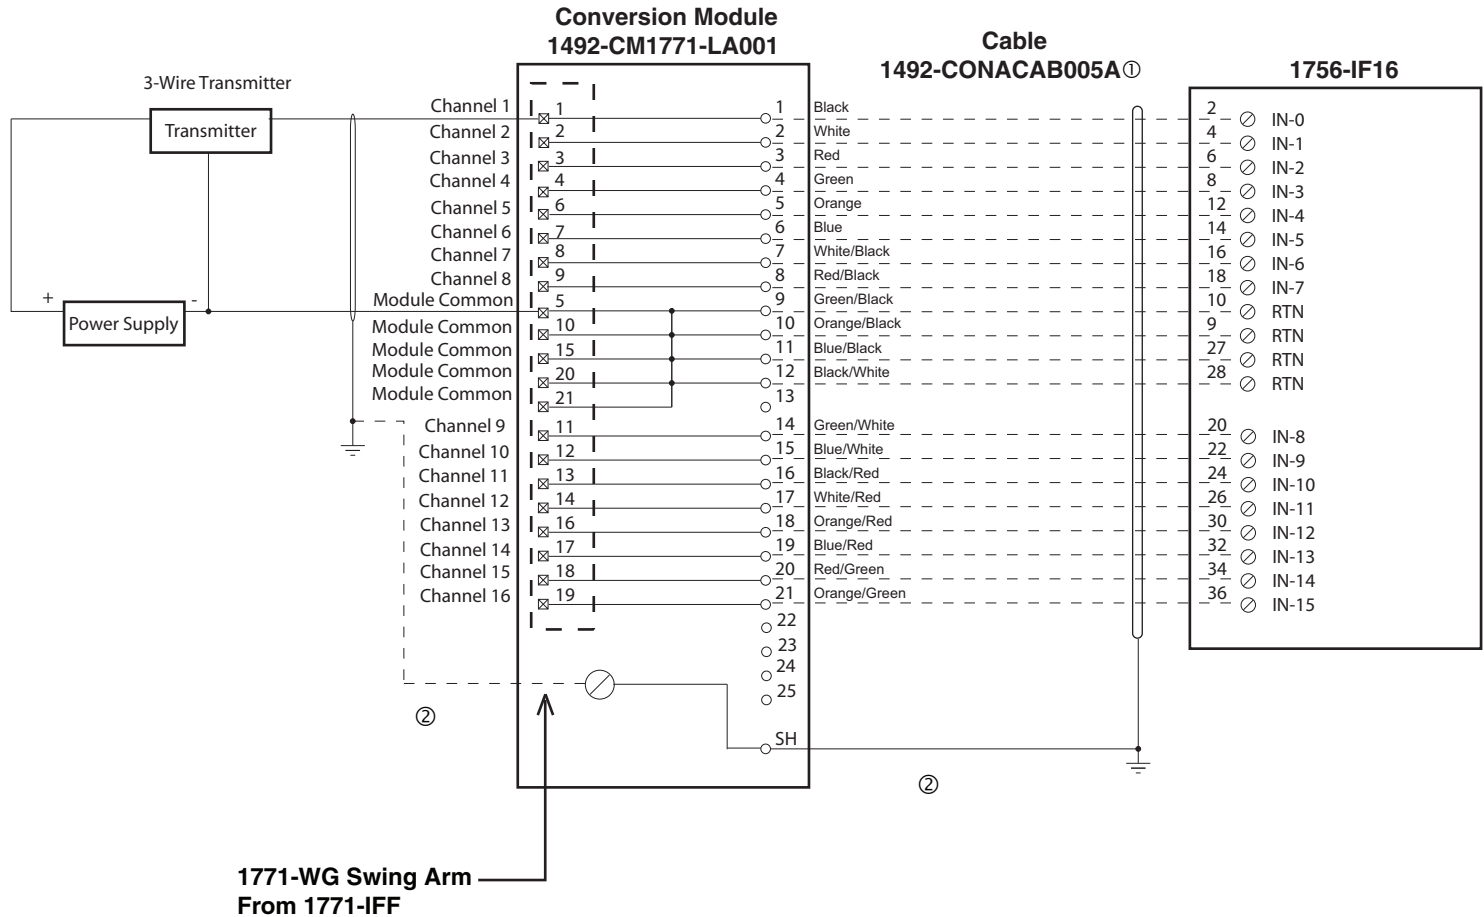 Conversion Module
1492-CM1771-LA001
Cable
1492-CONACAB005A①
1756-IF16
3-Wire Transmitter
Transmitter
+ Power Supply -
Channel 1 1 1 Black 2 IN-0
Channel 2 2 2 White 4 IN-1
Channel 3 3 3 Red 6 IN-2
Channel 4 4 4 Green 8 IN-3
Channel 5 6 5 Orange 12 IN-4
Channel 6 7 6 Blue 14 IN-5
Channel 7 8 7 White/Black 16 IN-6
Channel 8 9 8 Red/Black 18 IN-7
Module Common 5 9 Green/Black 10 RTN
Module Common 10 10 Orange/Black 9 RTN
Module Common 15 11 Blue/Black 27 RTN
Module Common 20 12 Black/White 28 RTN
Module Common 21 13
Channel 9 11 14 Green/White 20 IN-8
Channel 10 12 15 Blue/White 22 IN-9
Channel 11 13 16 Black/Red 24 IN-10
Channel 12 14 17 White/Red 26 IN-11
Channel 13 16 18 Orange/Red 30 IN-12
Channel 14 17 19 Blue/Red 32 IN-13
Channel 15 18 20 Red/Green 34 IN-14
Channel 16 19 21 Orange/Green 36 IN-15
22
23
24
25
②
SH
②
1771-WG Swing Arm
From 1771-IFF